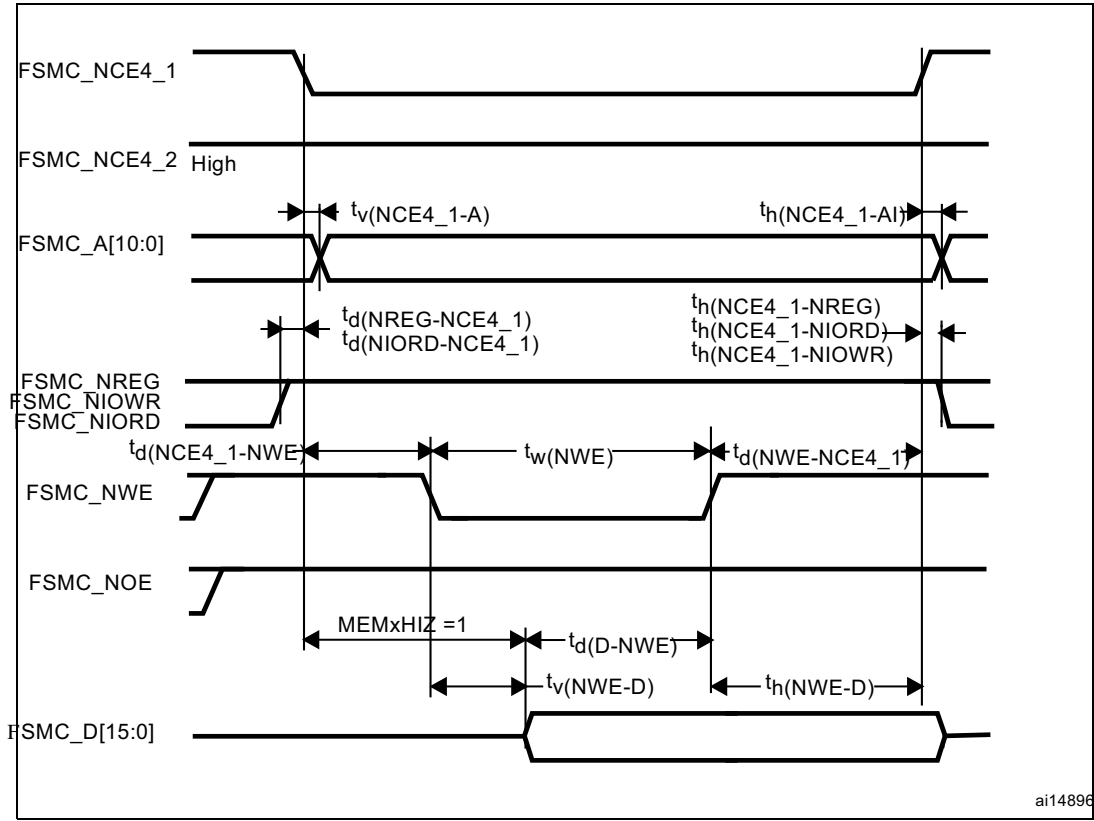 FSMC_NCE4_1
FSMC_NCE4_2 High
tv(NCE4_1-A) th(NCE4_1-AI)
FSMC_A[10:0]
td(NREG-NCE4_1) th(NCE4_1-NREG)
td(NIORD-NCE4_1) th(NCE4_1-NIORD)
th(NCE4_1-NIOWR)
FSMC_NREG
FSMC_NIOWR
FSMC_NIORD
td(NCE4_1-NWE) tw(NWE) td(NWE-NCE4_1)
FSMC_NWE
FSMC_NOE
MEMxHIZ =1 td(D-NWE)
tv(NWE-D) th(NWE-D)
FSMC_D[15:0]
ai14896